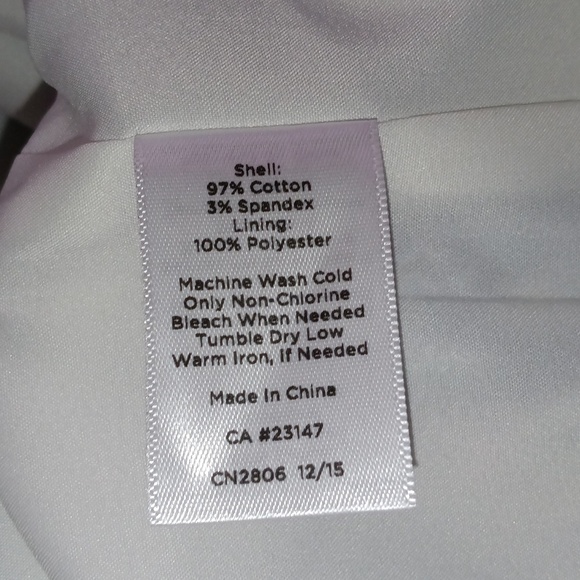 Shell:
97% Cotton
3% Spandex
Lining:
100% Polyester
Machine Wash Cold
Only Non-Chlorine
Bleach When Needed
Tumble Dry Low
Warm Iron, If Needed
Made In China
CA #23147
CN2806 12/15